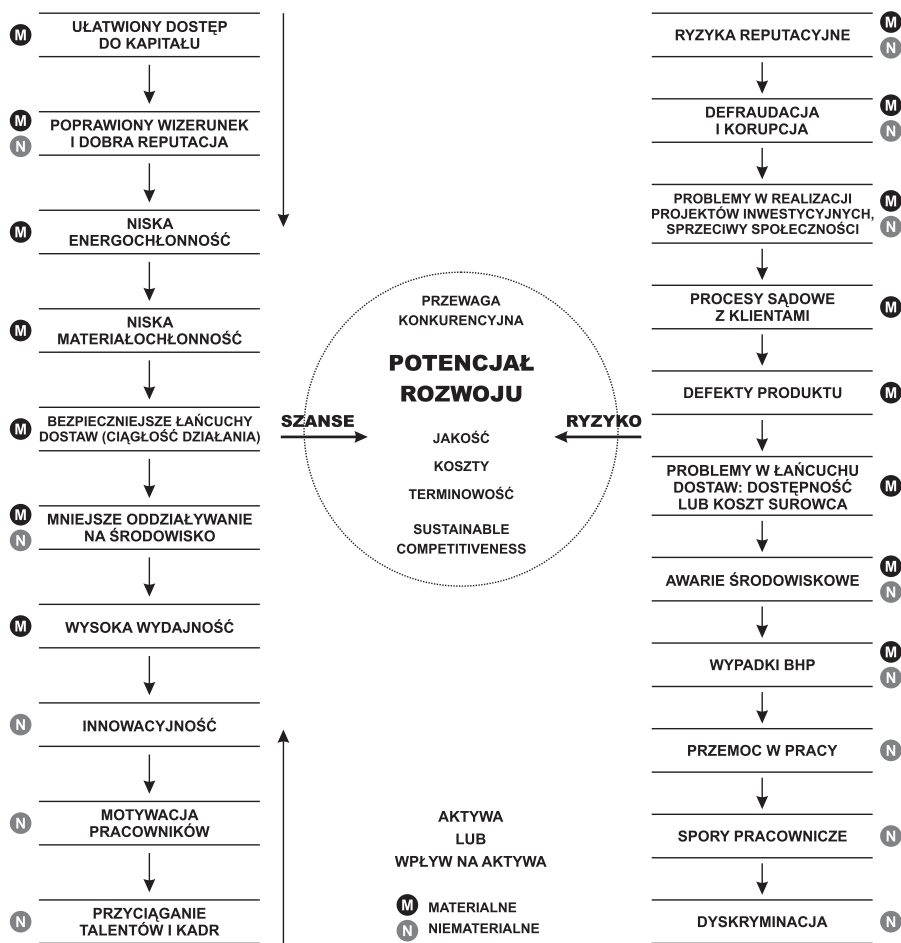 M
UŁATWIONY DOSTĘP
DO KAPITAŁU
M
N
POPRAWIONY WIZERUNEK
I DOBRA REPUTACJA
M
NISKA
ENERGOCHŁONNOŚĆ
M
NISKA
MATERIAŁOCHŁONNOŚĆ
M
BEZPIECZNIEJSZE ŁAŃCUCHY
DOSTAW (CIĄGŁOŚĆ DZIAŁANIA)
M
N
MNIEJSZE ODDZIAŁYWANIE
NA ŚRODOWISKO
M
WYSOKA WYDAJNOŚĆ
N
INNOWACYJNOŚĆ
N
MOTYWACJA
PRACOWNIKÓW
N
PRZYCIĄGANIE
TALENTÓW I KADR
SZANSE
PRZEWAGA
KONKURENCYJNA
POTENCJAŁ
ROZWOJU
JAKOŚĆ
KOSZTY
TERMINOWOŚĆ
SUSTAINABLE
COMPETITIVENESS
RYZYKO
AKTYWA
LUB
WPŁYW NA AKTYWA
M MATERIALNE
N NIEMATERIALNE
RYZYKA REPUTACYJNE
M
N
DEFRAUDACJA
I KORUPCJA
M
N
PROBLEMY W REALIZACJI
PROJEKTÓW INWESTYCYJNYCH,
SPRZECIWY SPOŁECZNOŚCI
M
N
PROCESY SĄDOWE
Z KLIENTAMI
M
DEFEKTY PRODUKTU
M
PROBLEMY W ŁAŃCUCHU
DOSTAW: DOSTĘPNOŚĆ
LUB KOSZT SUROWCA
M
AWARIE ŚRODOWISKOWE
M
N
WYPADKI BHP
M
N
PRZEMOC W PRACY
N
SPORY PRACOWNICZE
N
DYSKRYMINACJA
N